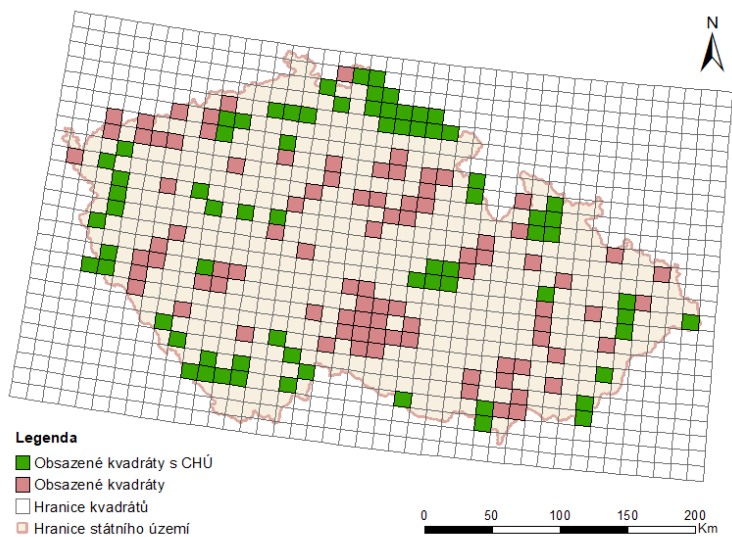 N
Legenda
Obsazené kvadráty s CHÚ
Obsazené kvadráty
Hranice kvadrátů
Hranice státního území
0 50 100 150 200
Km